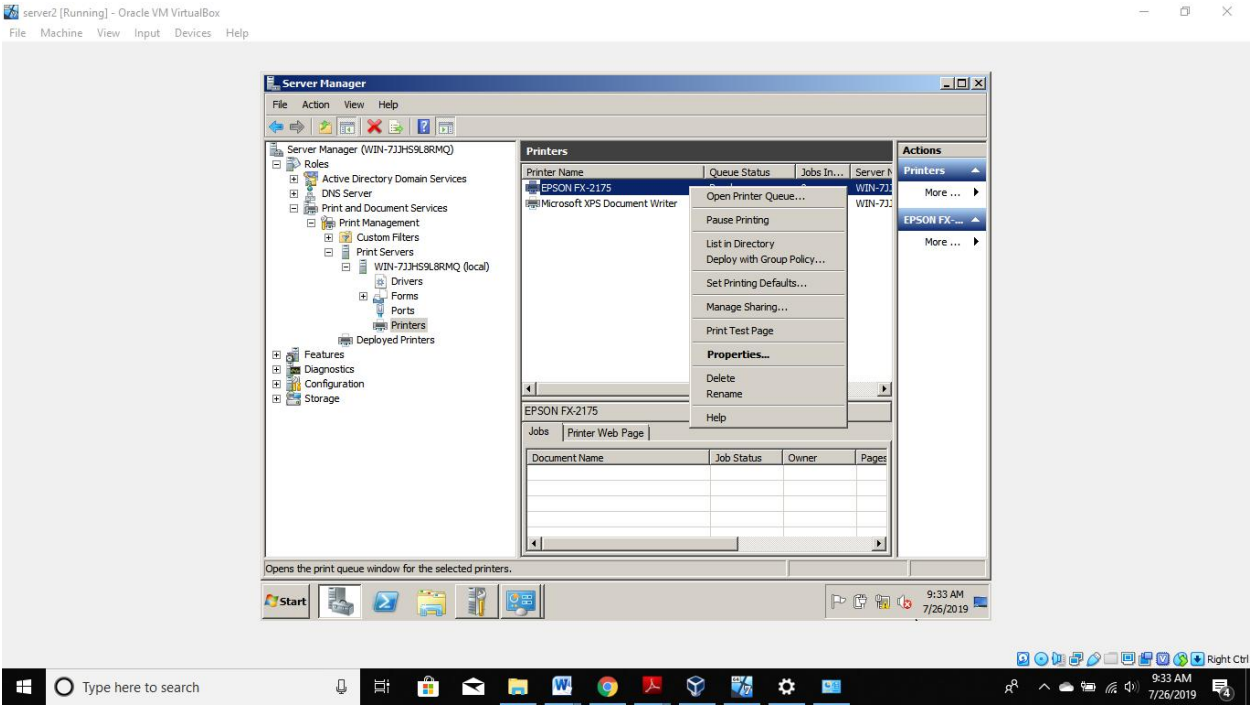 server2 [Running] - Oracle VM VirtualBox
File Machine View Input Devices Help
Server Manager
File Action View Help
Server Manager (WIN-7JJHS9L8RMQ)
Roles
Active Directory Domain Services
DNS Server
Print and Document Services
Print Management
Custom Filters
Print Servers
WIN-7JJHS9L8RMQ (local)
Drivers
Forms
Ports
Printers
Deployed Printers
Features
Diagnostics
Configuration
Storage
Printers
Printer Name Queue Status Jobs In... Server N
EPSON FX-2175 WIN-7JJ
Microsoft XPS Document Writer WIN-7JJ
Open Printer Queue...
Pause Printing
List in Directory
Deploy with Group Policy...
Set Printing Defaults...
Manage Sharing...
Print Test Page
Properties...
Delete
Rename
Help
EPSON FX-2175
Jobs Printer Web Page
Document Name Job Status Owner Pages
Actions
Printers
More ...
EPSON FX-...
More ...
Opens the print queue window for the selected printers.
Start
9:33 AM
7/26/2019
Right Ctrl
Type here to search
9:33 AM
7/26/2019
4